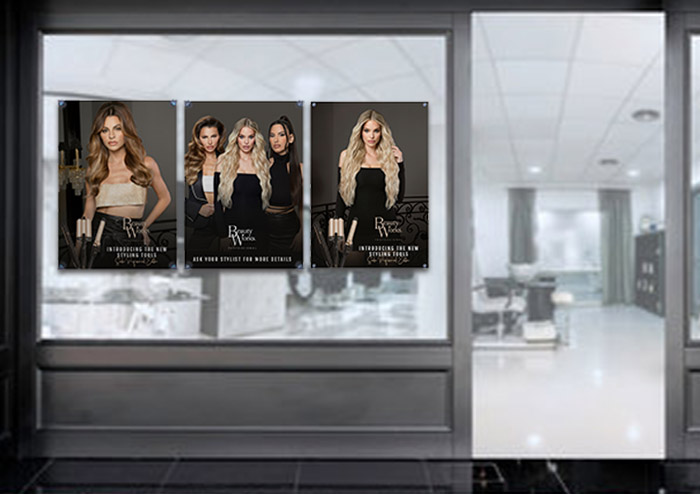 Beauty
Works
INTRODUCING THE NEW
STYLING TOOLS
Beauty
Works
ASK YOUR STYLIST FOR MORE DETAILS
Beauty
Works
INTRODUCING THE NEW
STYLING TOOLS